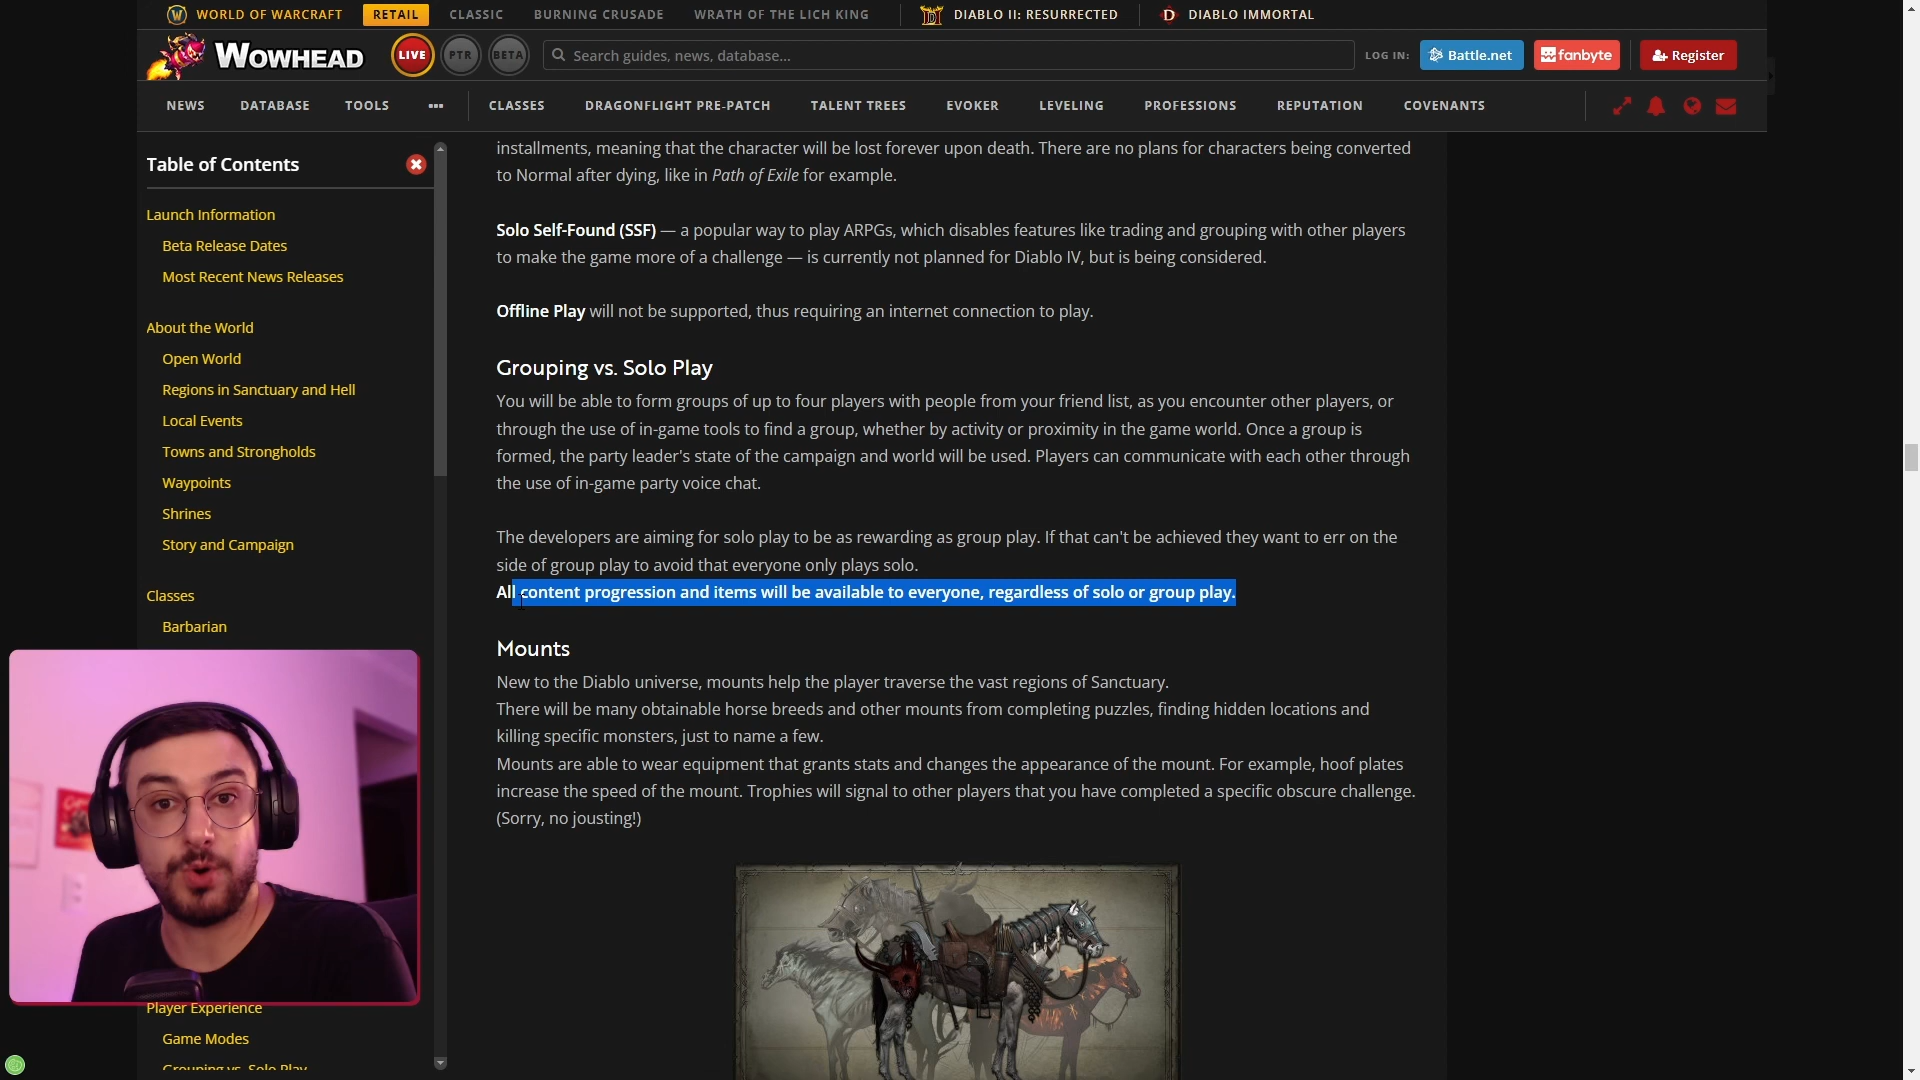 WORLD OF WARCRAFT RETAIL CLASSIC BURNING CRUSADE WRATH OF THE LICH KING DIABLO II: RESURRECTED DIABLO IMMORTAL
WOWHEAD LIVE PTR BETA Search guides, news, database... LOG IN: Battle.net fanbyte Register
NEWS DATABASE TOOLS ••• CLASSES DRAGONFLIGHT PRE-PATCH TALENT TREES EVOKER LEVELING PROFESSIONS REPUTATION COVENANTS
Table of Contents
Launch Information
Beta Release Dates
Most Recent News Releases
About the World
Open World
Regions in Sanctuary and Hell
Local Events
Towns and Strongholds
Waypoints
Shrines
Story and Campaign
Classes
Barbarian
Player Experience
Game Modes
Grouping vs. Solo Play
installments, meaning that the character will be lost forever upon death. There are no plans for characters being converted
to Normal after dying, like in Path of Exile for example.
Solo Self-Found (SSF) — a popular way to play ARPGs, which disables features like trading and grouping with other players
to make the game more of a challenge — is currently not planned for Diablo IV, but is being considered.
Offline Play will not be supported, thus requiring an internet connection to play.
Grouping vs. Solo Play
You will be able to form groups of up to four players with people from your friend list, as you encounter other players, or
through the use of in-game tools to find a group, whether by activity or proximity in the game world. Once a group is
formed, the party leader's state of the campaign and world will be used. Players can communicate with each other through
the use of in-game party voice chat.
The developers are aiming for solo play to be as rewarding as group play. If that can't be achieved they want to err on the
side of group play to avoid that everyone only plays solo.
All content progression and items will be available to everyone, regardless of solo or group play.
Mounts
New to the Diablo universe, mounts help the player traverse the vast regions of Sanctuary.
There will be many obtainable horse breeds and other mounts from completing puzzles, finding hidden locations and
killing specific monsters, just to name a few.
Mounts are able to wear equipment that grants stats and changes the appearance of the mount. For example, hoof plates
increase the speed of the mount. Trophies will signal to other players that you have completed a specific obscure challenge.
(Sorry, no jousting!)